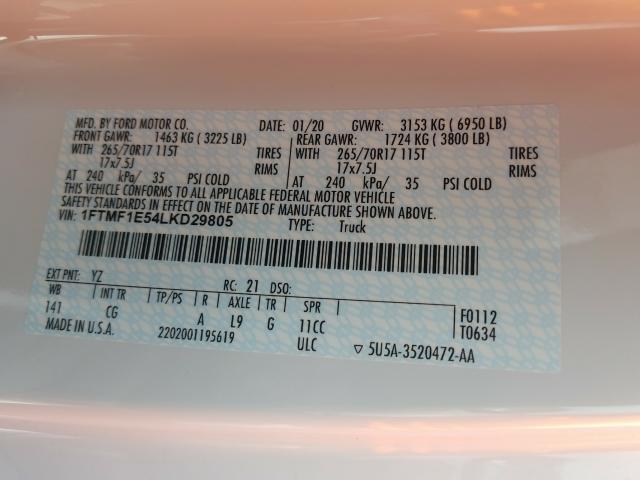 MFD. BY FORD MOTOR CO. DATE: 01/20 GVWR: 3153 KG ( 6950 LB)
FRONT GAWR: 1463 KG ( 3225 LB) REAR GAWR: 1724 KG ( 3800 LB)
WITH 265/70R17 115T TIRES WITH 265/70R17 115T TIRES
17x7.5J RIMS 17x7.5J RIMS
AT 240 kPa/ 35 PSI COLD AT 240 kPa/ 35 PSI COLD
THIS VEHICLE CONFORMS TO ALL APPLICABLE FEDERAL MOTOR VEHICLE
SAFETY STANDARDS IN EFFECT ON THE DATE OF MANUFACTURE SHOWN ABOVE.
VIN: 1FTMF1E54LKD29805 TYPE: Truck
EXT PNT: YZ RC: 21 DSO:
WB INT TR TP/PS R AXLE TR SPR F0112
141 CG A L9 G 11CC T0634
MADE IN U.S.A. 2202001195619 ULC ▽ 5U5A-3520472-AA